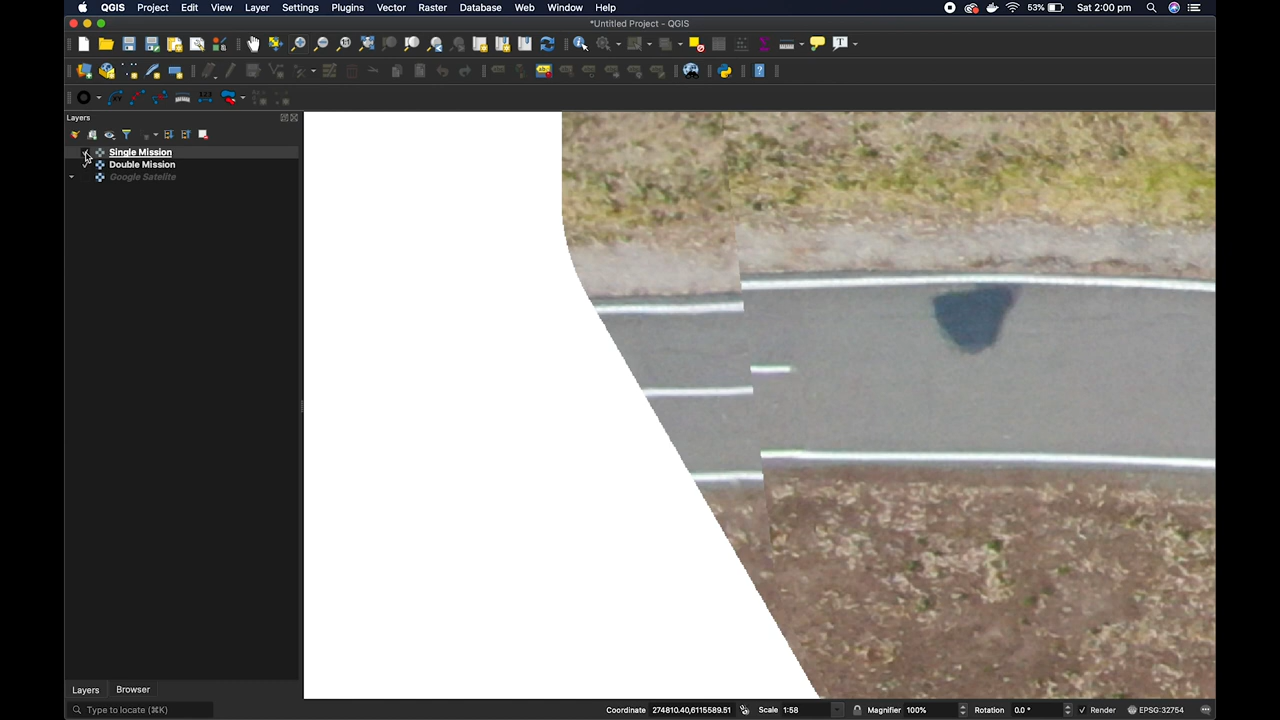 QGIS Project Edit View Layer Settings Plugins Vector Raster Database Web Window Help 53% Sat 2:00 pm
*Untitled Project - QGIS
Layers
Single Mission
Double Mission
Google Satelite
Layers Browser
Type to locate (⌘K) Coordinate 274810.40,6115589.51 Scale 1:58 Magnifier 100% Rotation 0.0 ° Render EPSG:32754